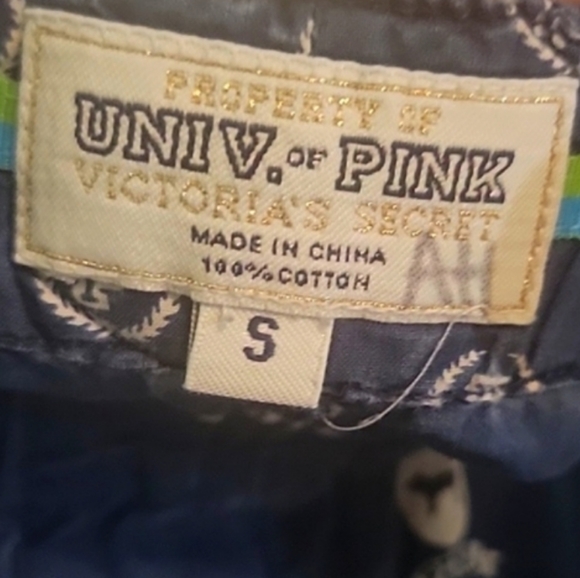 PROPERTY OF
UNIV. OF PINK
VICTORIA'S SECRET
MADE IN CHINA
100% COTTON
AH
S